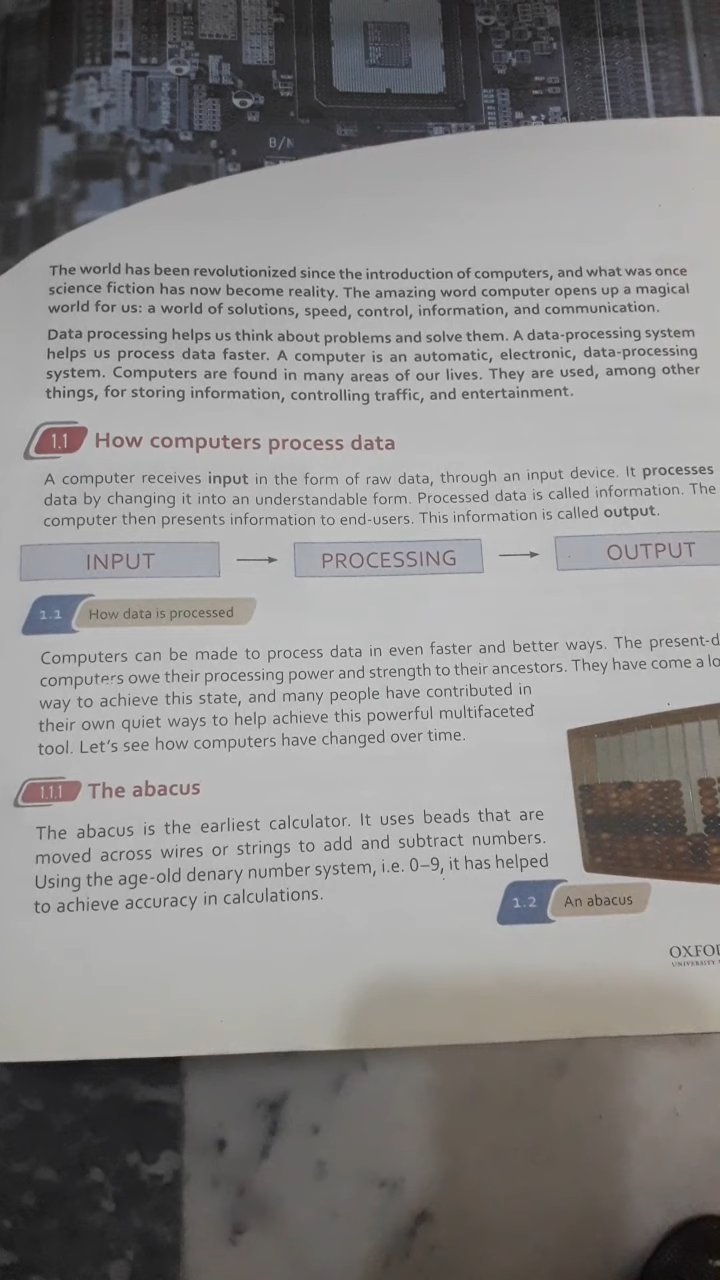 B/N
The world has been revolutionized since the introduction of computers, and what was once
science fiction has now become reality. The amazing word computer opens up a magical
world for us: a world of solutions, speed, control, information, and communication.
Data processing helps us think about problems and solve them. A data-processing system
helps us process data faster. A computer is an automatic, electronic, data-processing
system. Computers are found in many areas of our lives. They are used, among other
things, for storing information, controlling traffic, and entertainment.
1.1 How computers process data
A computer receives input in the form of raw data, through an input device. It processes
data by changing it into an understandable form. Processed data is called information. The
computer then presents information to end-users. This information is called output.
INPUT PROCESSING OUTPUT
1.1 How data is processed
Computers can be made to process data in even faster and better ways. The present-d
computers owe their processing power and strength to their ancestors. They have come a lo
way to achieve this state, and many people have contributed in
their own quiet ways to help achieve this powerful multifaceted
tool. Let's see how computers have changed over time.
1.1.1 The abacus
The abacus is the earliest calculator. It uses beads that are
moved across wires or strings to add and subtract numbers.
Using the age-old denary number system, i.e. 0–9, it has helped
to achieve accuracy in calculations.
1.2 An abacus
OXFO
UNIVERSITY